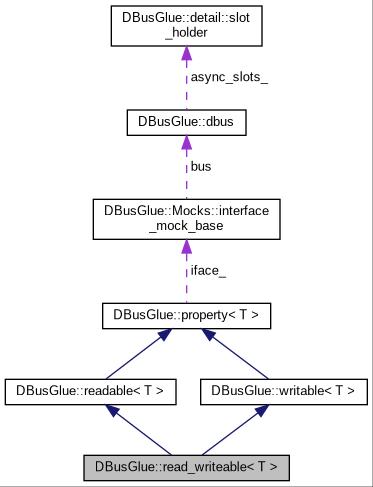 DBusGlue::detail::slot
_holder
async_slots_
DBusGlue::dbus
bus
DBusGlue::Mocks::interface
_mock_base
iface_
DBusGlue::property< T >
DBusGlue::readable< T >
DBusGlue::writable< T >
DBusGlue::read_writeable< T >